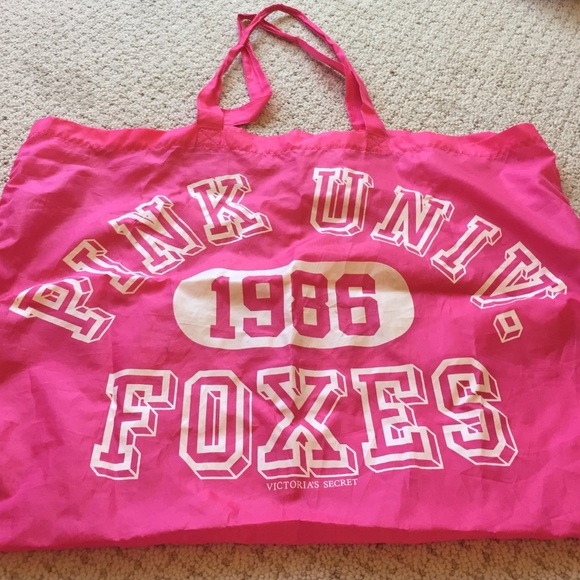 PINK UNIV.
1986
FOXES
VICTORIA'S SECRET